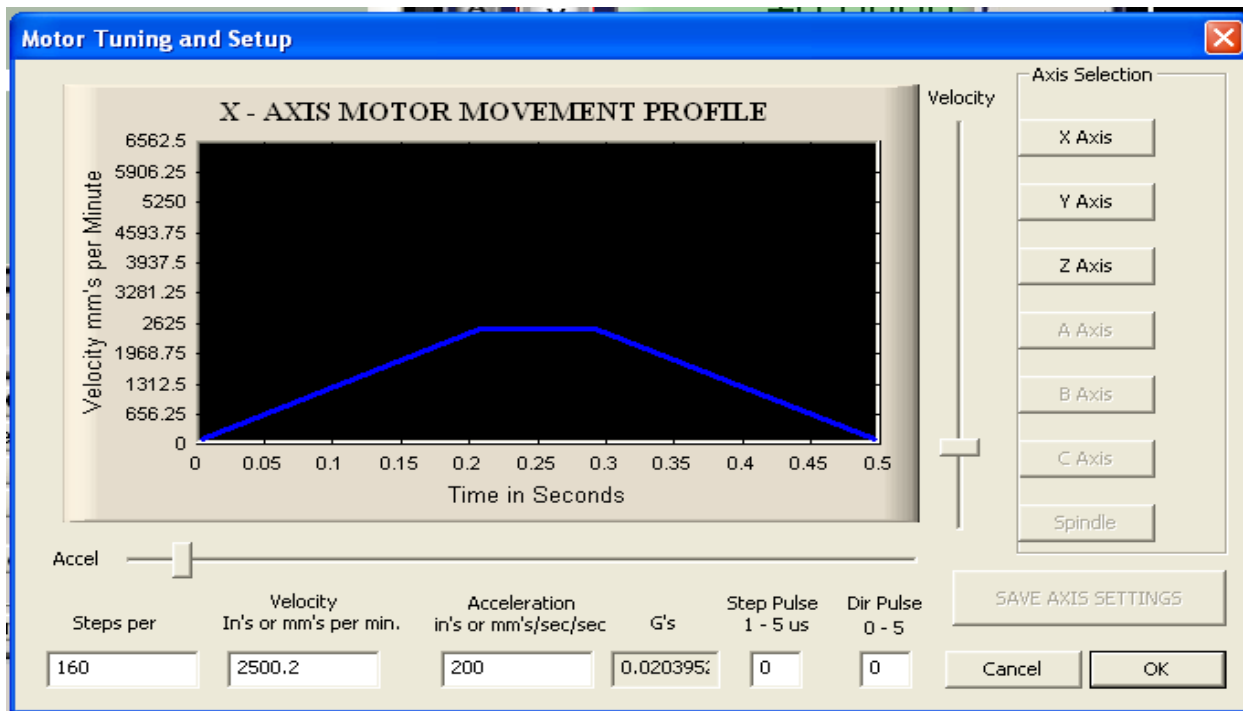 Motor Tuning and Setup
X - AXIS MOTOR MOVEMENT PROFILE
Velocity mm's per Minute
6562.5
5906.25
5250
4593.75
3937.5
3281.25
2625
1968.75
1312.5
656.25
0
0 0.05 0.1 0.15 0.2 0.25 0.3 0.35 0.4 0.45 0.5
Time in Seconds
Velocity
Axis Selection
X Axis
Y Axis
Z Axis
A Axis
B Axis
C Axis
Spindle
Accel
Steps per
160
Velocity
In's or mm's per min.
2500.2
Acceleration
in's or mm's/sec/sec
200
G's
0.0203952
Step Pulse
1 - 5 us
0
Dir Pulse
0 - 5
0
SAVE AXIS SETTINGS
Cancel OK